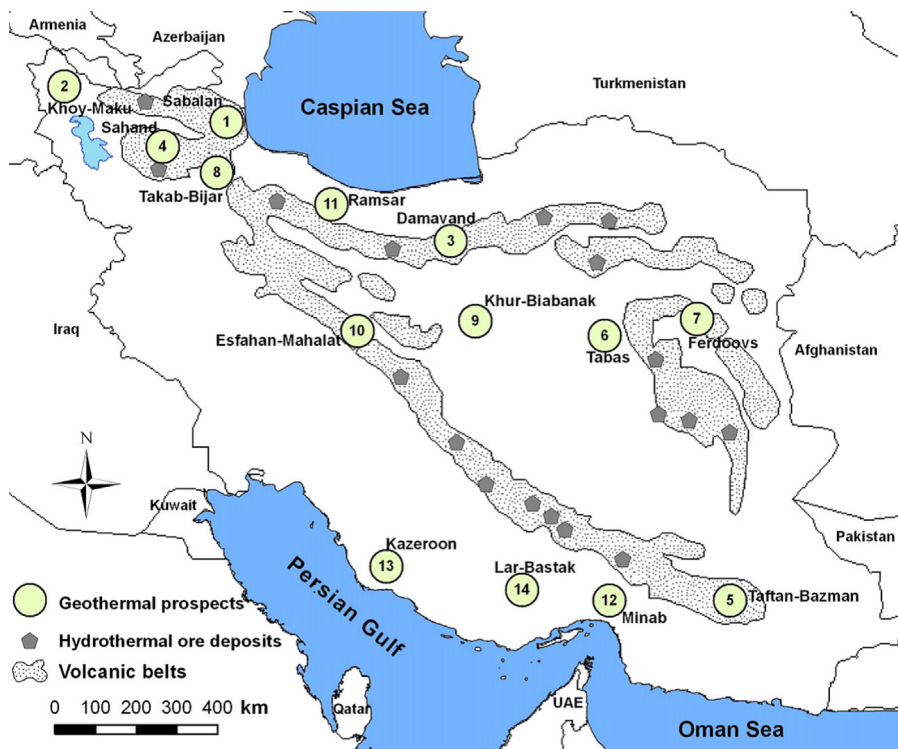 Armenia
Azerbaijan
Turkmenistan
2
Khoy-Maku
Sabalan
Caspian Sea
1
Sahand
4
8
Takab-Bijar
11
Ramsar
Damavand
3
Khur-Biabanak
9
7
Ferdoovs
6
Tabas
Iraq
Esfahan-Mahalat
10
Afghanistan
N
Kuwait
Pakistan
Kazeroon
13
Persian Gulf
Lar-Bastak
14
12
Minab
5
Taftan-Bazman
Geothermal prospects
Hydrothermal ore deposits
Volcanic belts
0 100 200 300 400 km
Qatar
UAE
Oman Sea